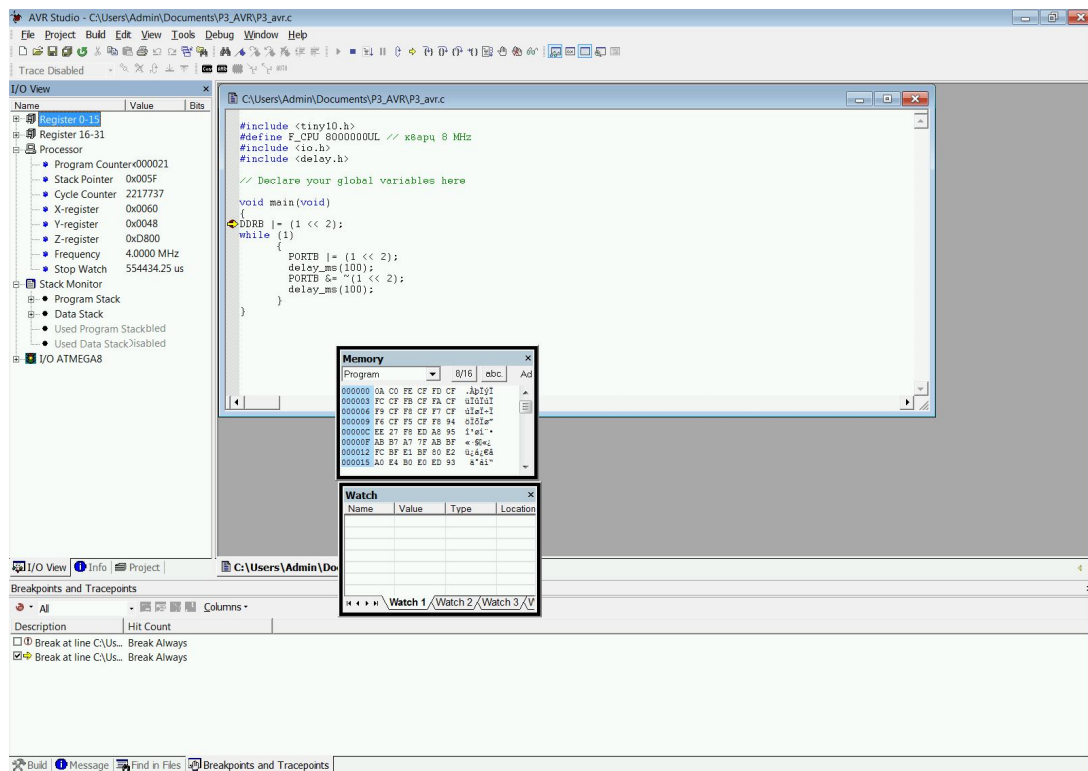 AVR Studio - C:\Users\Admin\Documents\P3_AVR\P3_avr.c
File Project Build Edit View Tools Debug Window Help
Trace Disabled
I/O View
Name Value Bits
Register 0-15
Register 16-31
Processor
Program Counter 000021
Stack Pointer 0x005F
Cycle Counter 2217737
X-register 0x0060
Y-register 0x0048
Z-register 0xD800
Frequency 4.0000 MHz
Stop Watch 554434.25 us
Stack Monitor
Program Stack
Data Stack
Used Program Stackbled
Used Data Stack
I/O ATMEGA8
I/O View Info Project
C:\Users\Admin\Documents\P3_AVR\P3_avr.c
#include <tiny10.h>
#define F_CPU 8000000UL // кварц 8 MHz
#include <io.h>
#include <delay.h>
// Declare your global variables here
void main(void)
{
DDRB |= (1 << 2);
while (1)
{
PORTB |= (1 << 2);
delay_ms(100);
PORTB &= ~(1 << 2);
delay_ms(100);
}
}
Memory
Program 8/16 abc. Ad
000000 0A C0 FE CF FD CF
000003 FC CF FB CF FA CF
000006 F9 CF F8 CF F7 CF
000009 F6 CF F5 CF F8 94
00000C EE 27 F8 ED A8 95
00000F AB B7 A7 7F AB BF
000012 FC BF E1 BF 80 E2
000015 A0 E4 B0 E0 ED 93
Watch
Name Value Type Location
Watch 1 Watch 2 Watch 3
C:\Users\Admin\Do
Breakpoints and Tracepoints
All Columns
Description Hit Count
Break at line C:\Us... Break Always
Break at line C:\Us... Break Always
Build Message Find in Files Breakpoints and Tracepoints